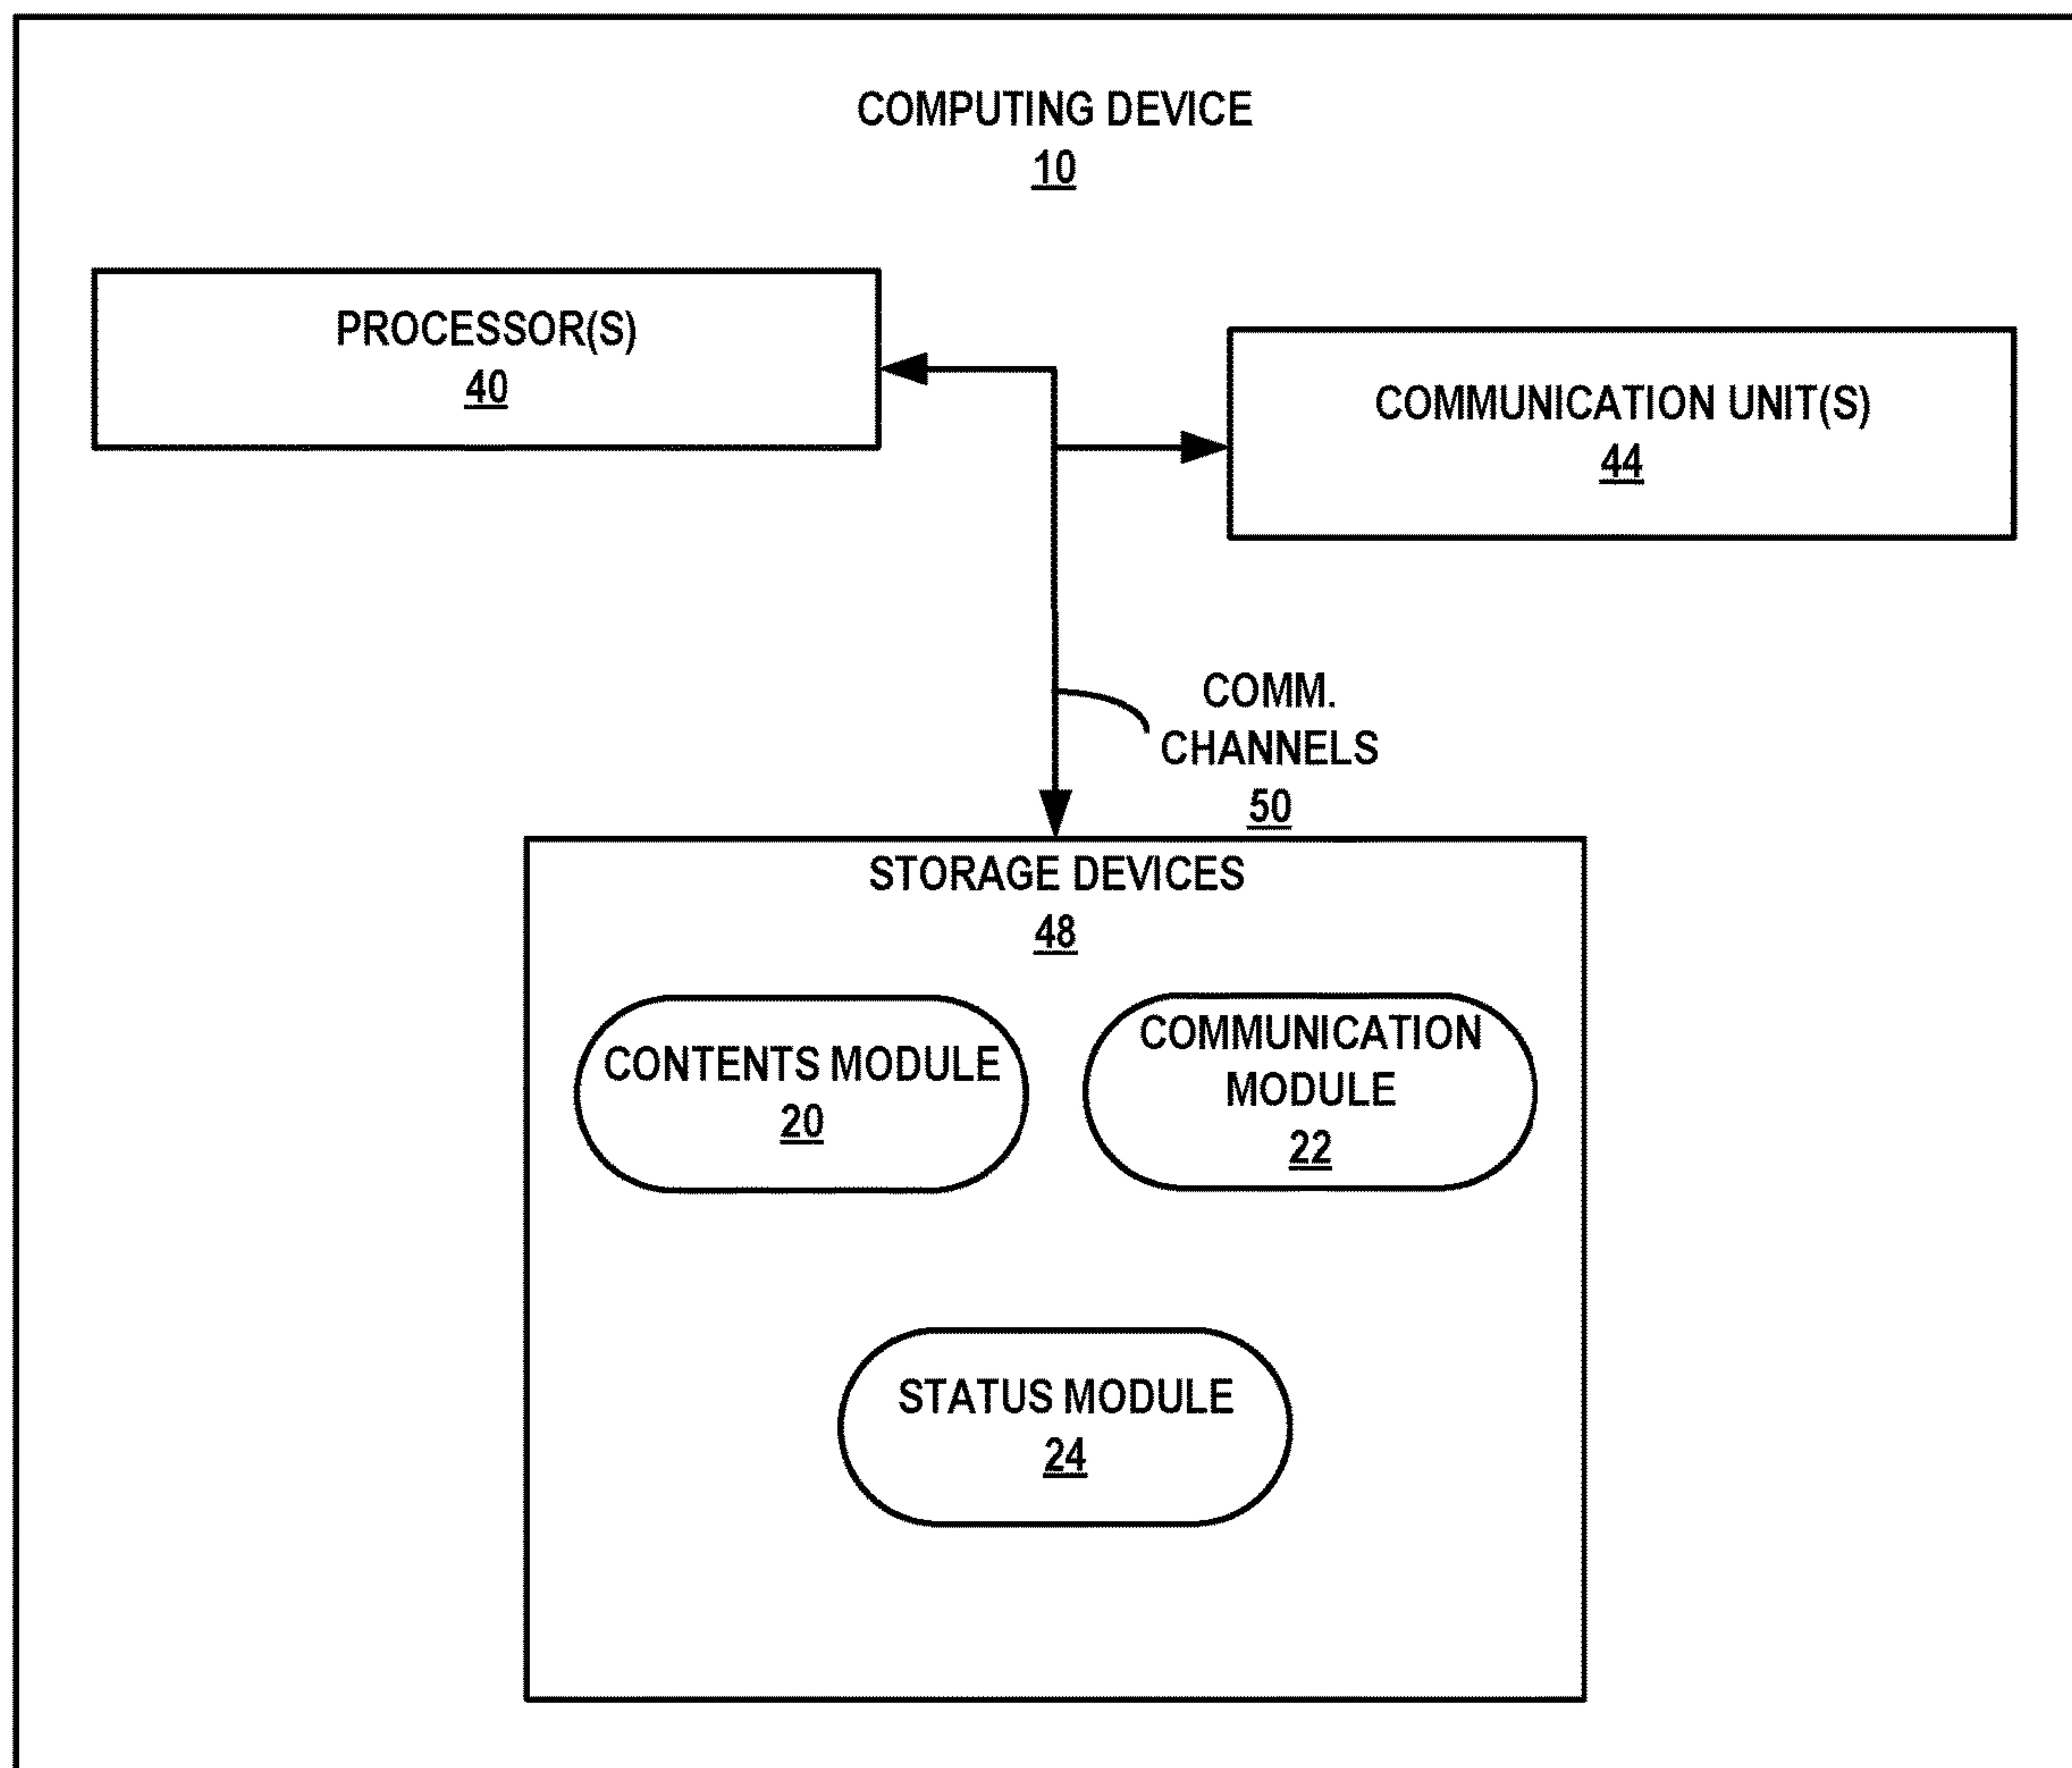 COMPUTING DEVICE
10
PROCESSOR(S)
40
COMMUNICATION UNIT(S)
44
COMM.
CHANNELS
50
STORAGE DEVICES
48
CONTENTS MODULE
20
COMMUNICATION
MODULE
22
STATUS MODULE
24